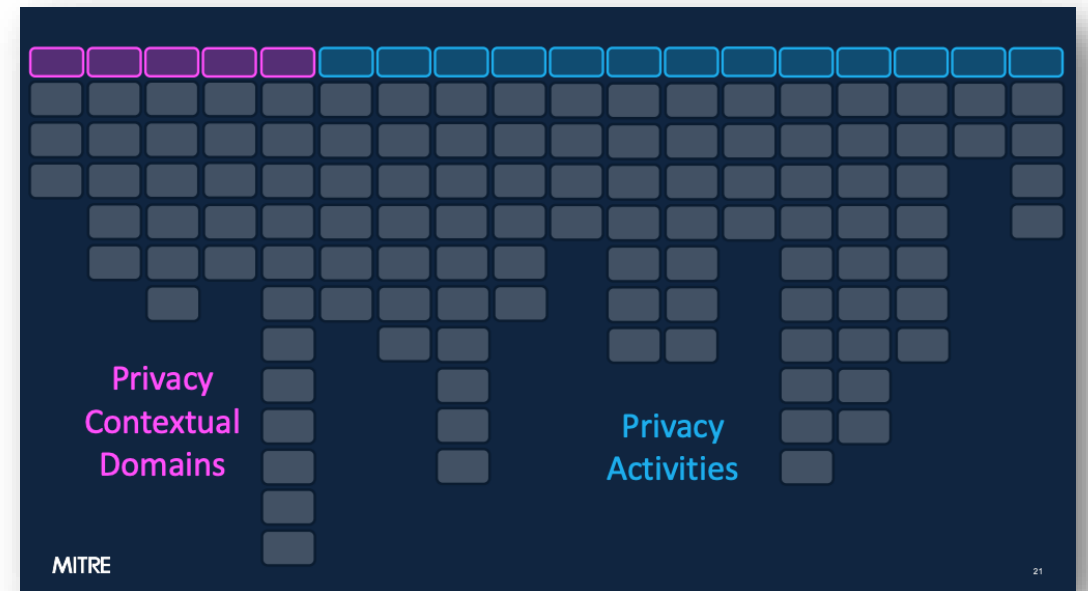 Privacy
Contextual
Domains
Privacy
Activities
MITRE
21